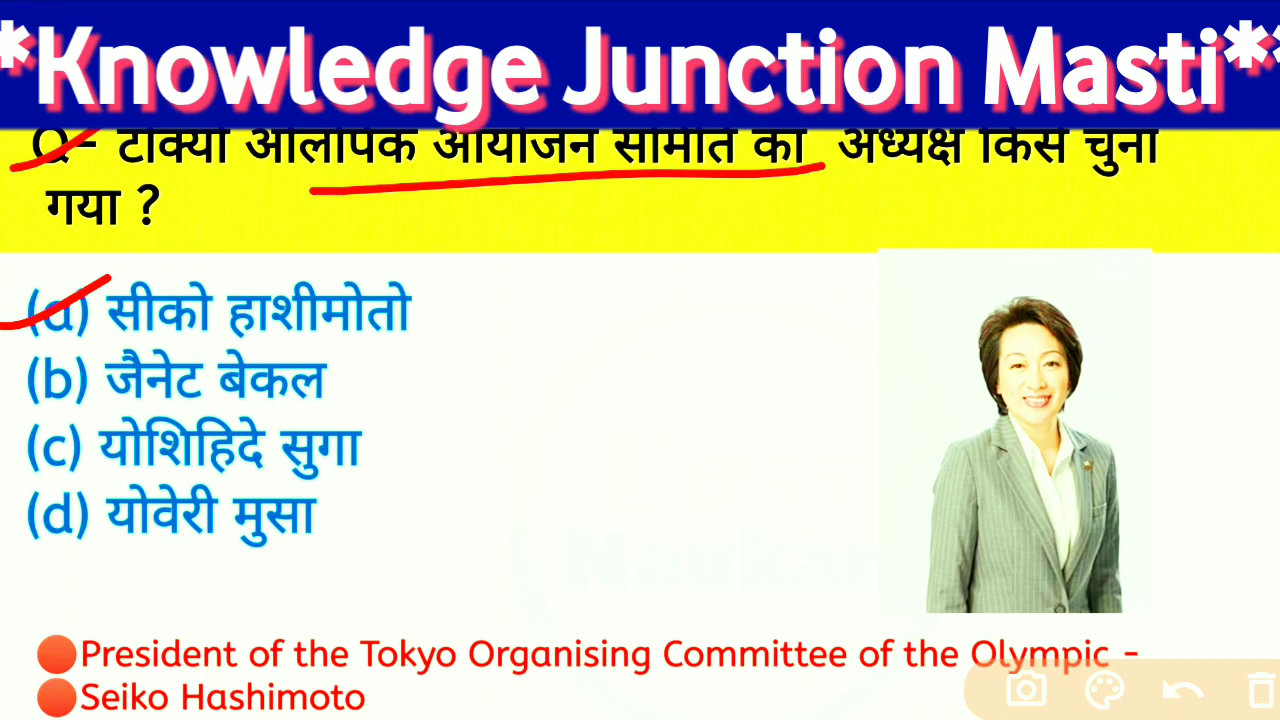 *Knowledge Junction Masti*
Q- टोक्यो ओलंपिक आयोजन समिति का अध्यक्ष किसे चुना
गया ?
(a) सीको हाशीमोतो
(b) जैनेट बेकल
(c) योशिहिदे सुगा
(d) योवेरी मुसा
President of the Tokyo Organising Committee of the Olympic -
Seiko Hashimoto